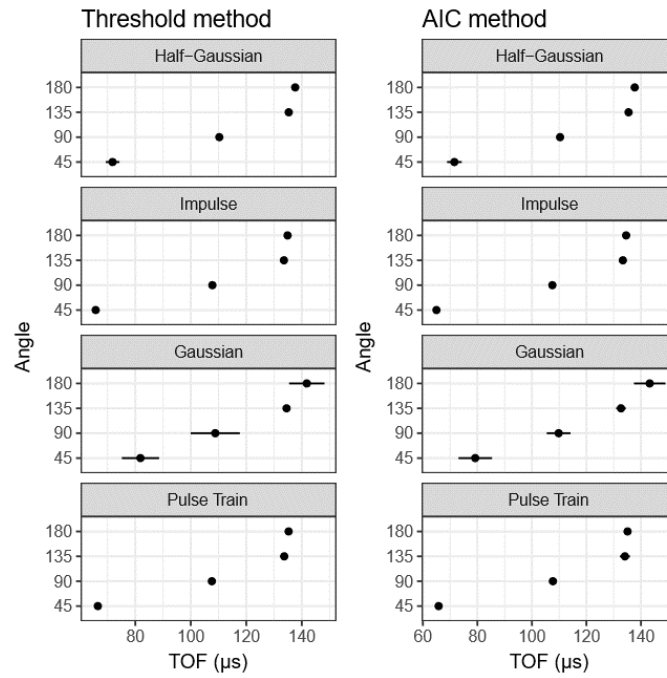 Threshold method
Half-Gaussian
180
135
90
45
Impulse
180
135
90
45
Gaussian
180
135
90
45
Pulse Train
180
135
90
45
Angle
80 100 120 140
TOF (μs)
AIC method
Half-Gaussian
180
135
90
45
Impulse
180
135
90
45
Gaussian
180
135
90
45
Pulse Train
180
135
90
45
Angle
60 80 100 120 140
TOF (μs)